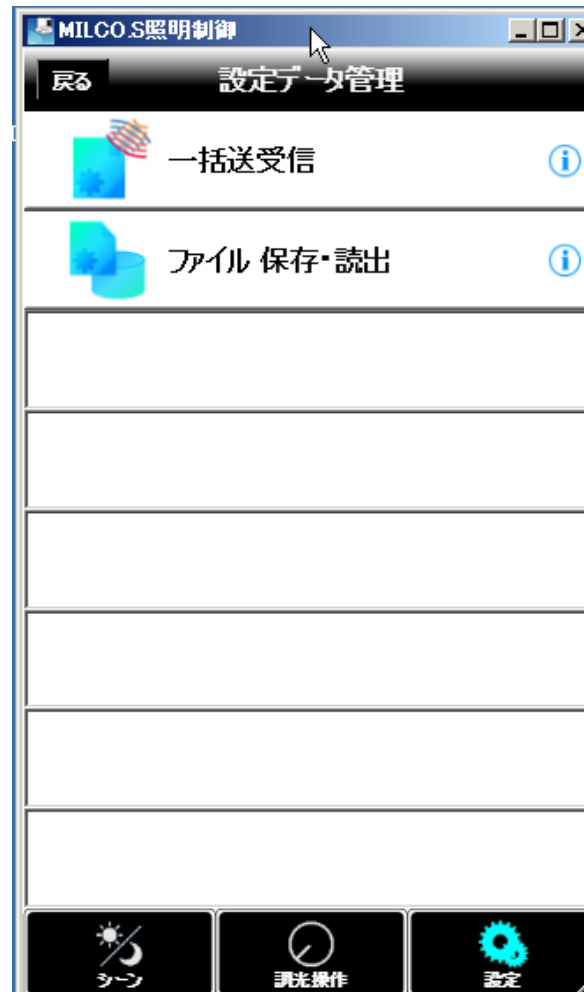 MILCO.S照明制御
戻る
設定データ管理
一括送受信
ファイル 保存・読出
シーン
調光操作
設定